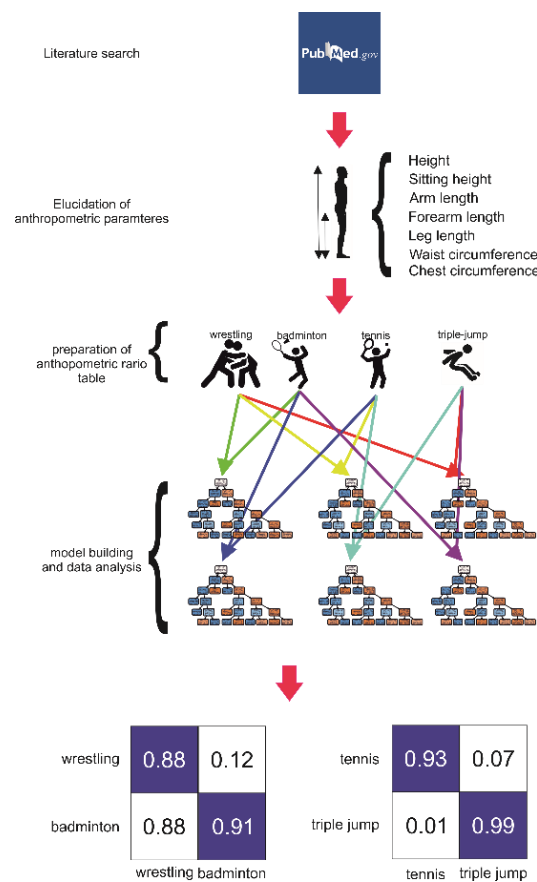 Literature search
PubMed.gov
Elucidation of
anthropometric paramteres
Height
Sitting height
Arm length
Forearm length
Leg length
Waist circumference
Chest circumference
preparation of
anthopometric rario
table
wrestling
badminton
tennis
triple-jump
model building
and data analysis
wrestling
0.88 0.12
badminton
0.88 0.91
wrestling badminton
tennis
0.93 0.07
triple jump
0.01 0.99
tennis triple jump